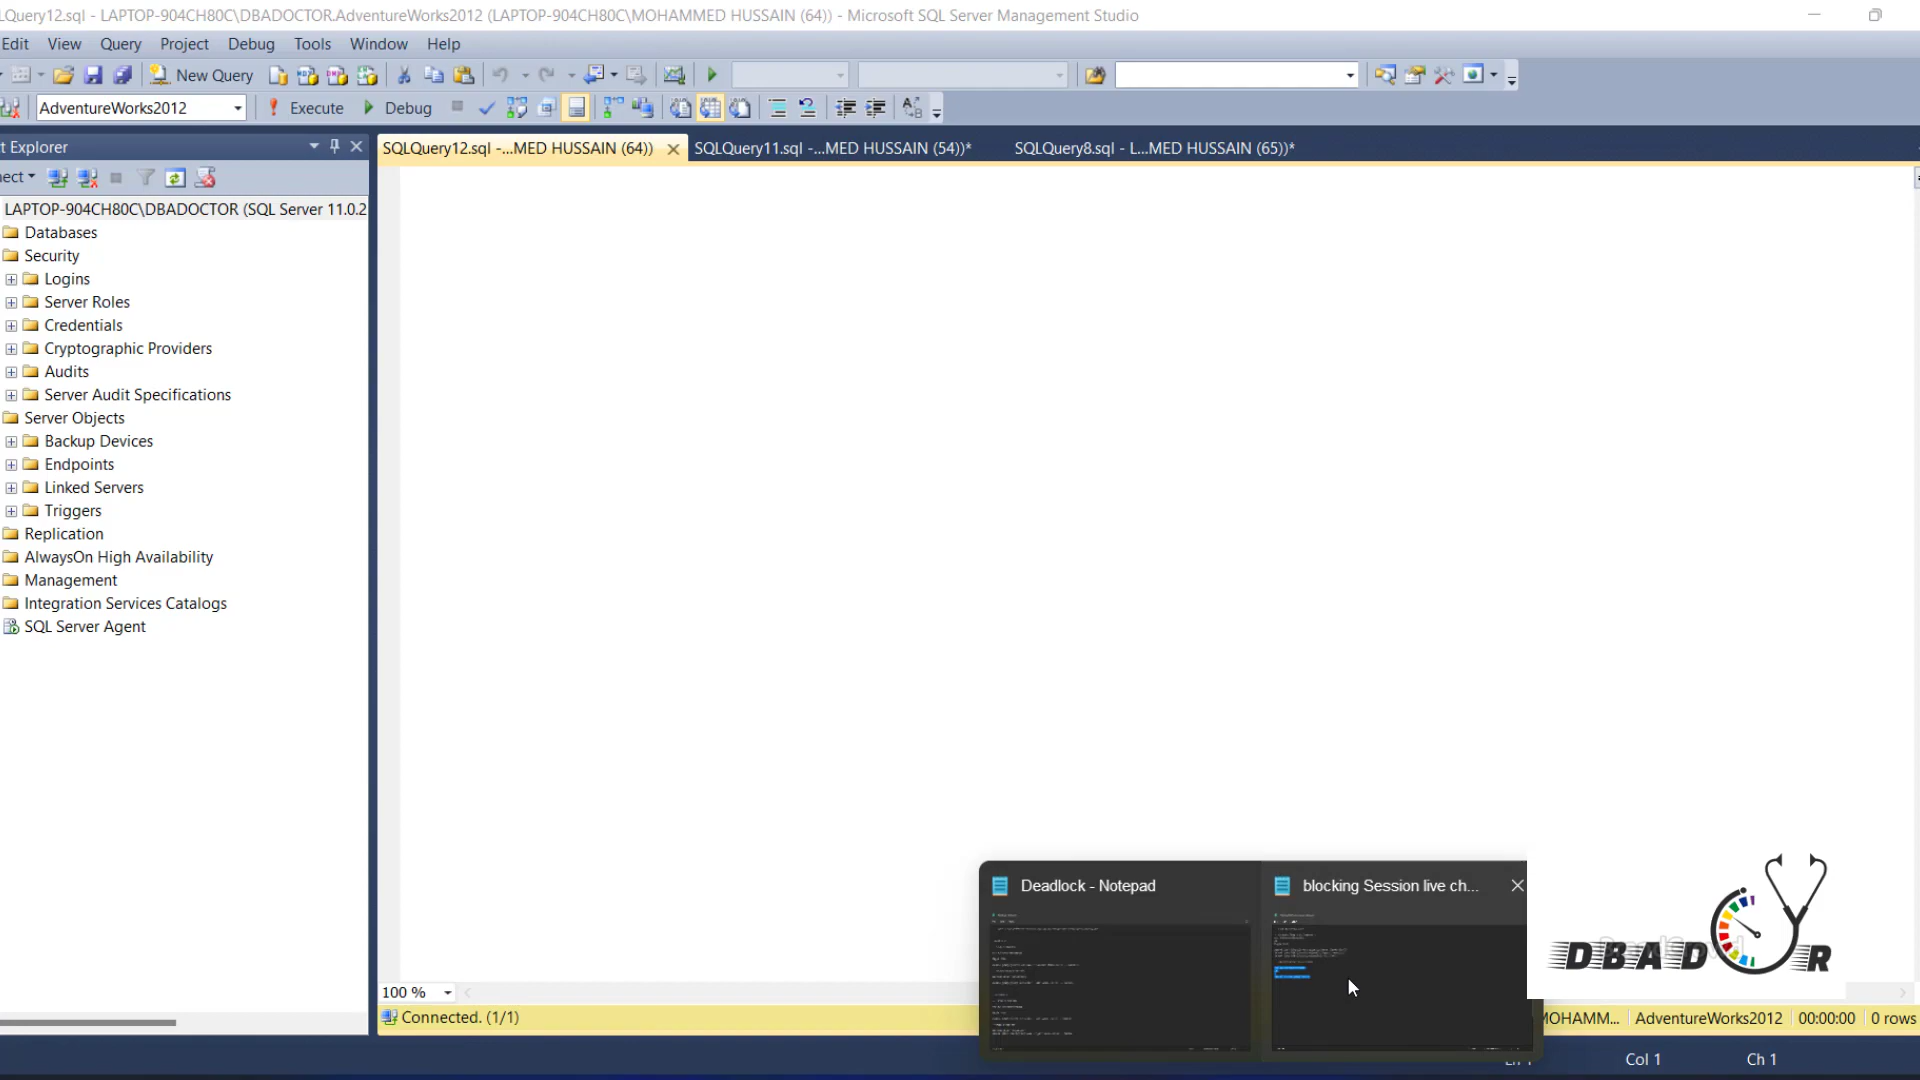 LQuery12.sql - LAPTOP-904CH80C\DBADOCTOR.AdventureWorks2012 (LAPTOP-904CH80C\MOHAMMED HUSSAIN (64)) - Microsoft SQL Server Management Studio
Edit View Query Project Debug Tools Window Help
New Query
AdventureWorks2012 Execute Debug
t Explorer
SQLQuery12.sql -...MED HUSSAIN (64)) SQLQuery11.sql -...MED HUSSAIN (54))* SQLQuery8.sql - L...MED HUSSAIN (65))*
ect
LAPTOP-904CH80C\DBADOCTOR (SQL Server 11.0.2
Databases
Security
Logins
Server Roles
Credentials
Cryptographic Providers
Audits
Server Audit Specifications
Server Objects
Backup Devices
Endpoints
Linked Servers
Triggers
Replication
AlwaysOn High Availability
Management
Integration Services Catalogs
SQL Server Agent
Deadlock - Notepad
blocking Session live ch...
DBAD R
100 %
Connected. (1/1)
MOHAMM... AdventureWorks2012 00:00:00 0 rows
Col 1 Ch 1